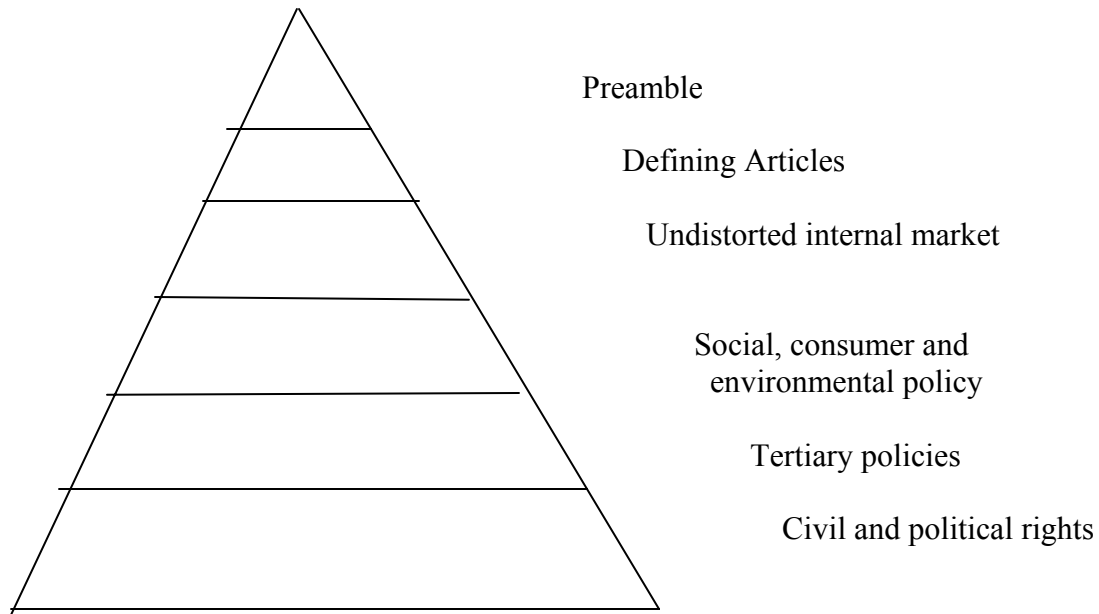 Preamble
Defining Articles
Undistorted internal market
Social, consumer and
environmental policy
Tertiary policies
Civil and political rights